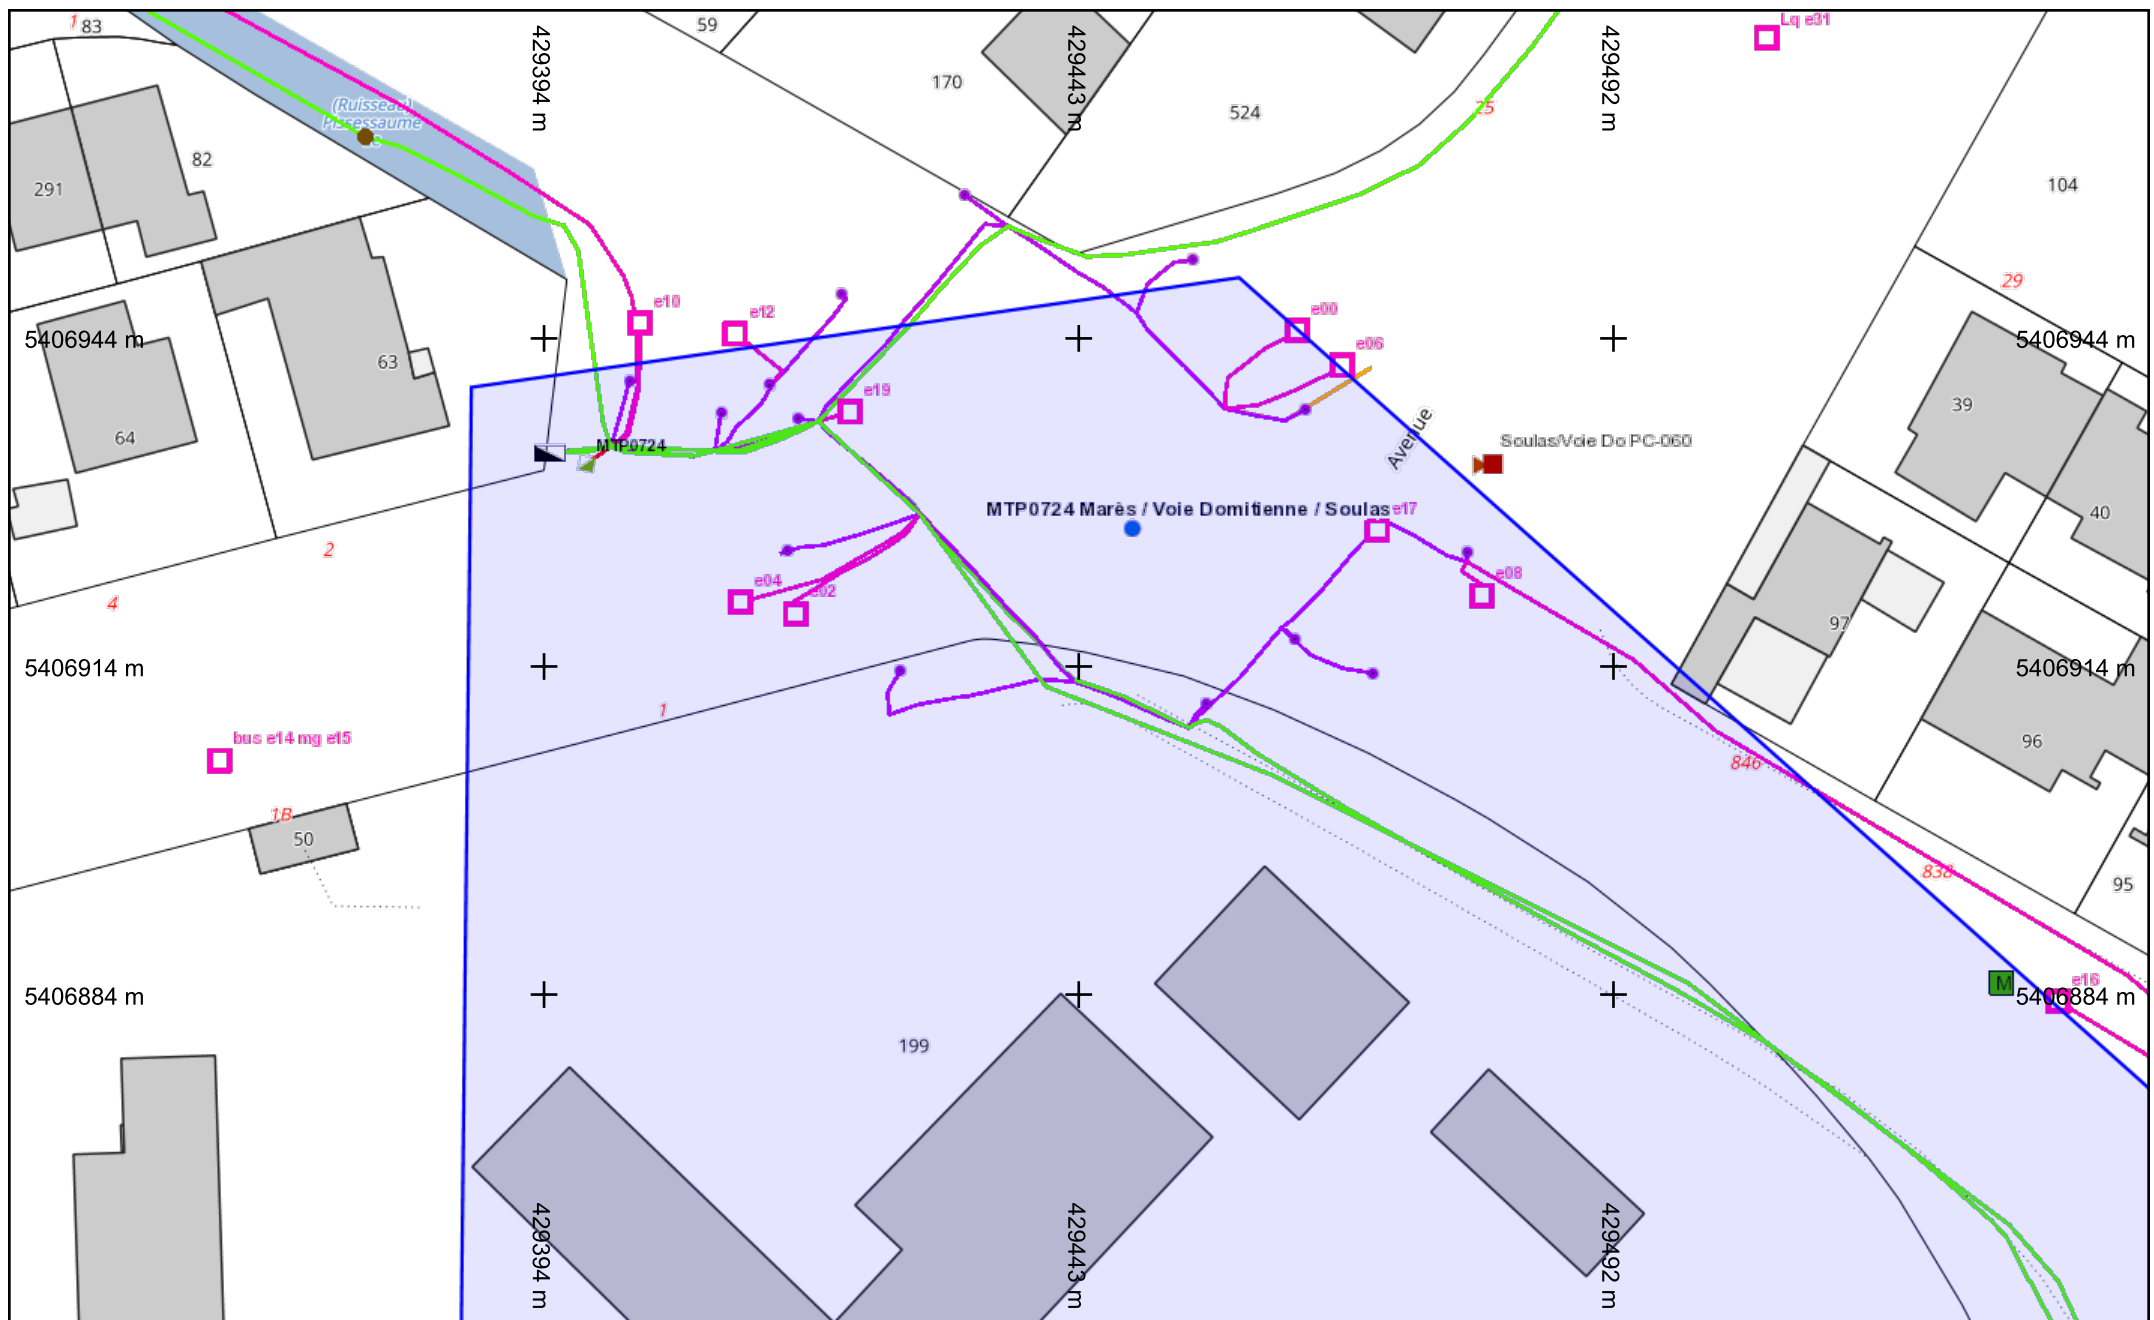 1
83
59
Lq e31
429394 m
429443 m
429492 m
170
(Ruisseau)
524
25
82
291
104
29
e10
e12
e00
5406944 m
e06
5406944 m
63
e19
39
64
MTP0724
Avenue
Soulas/Voie Do PC-060
MTP0724 Marès / Voie Domitienne / Soulas
e17
40
2
e04
e02
e08
4
97
5406914 m
5406914 m
1
bus e14 mg e15
96
846
1B
50
838
95
e16
5406884 m
M
5406884 m
199
429394 m
429443 m
429492 m